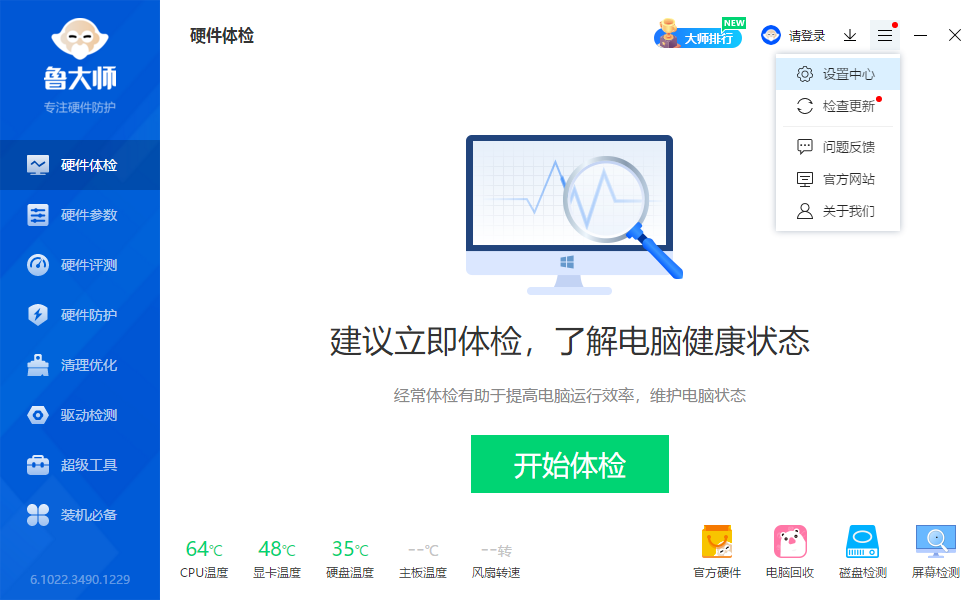 鲁大师
专注硬件防护
硬件体检
硬件参数
硬件评测
硬件防护
清理优化
驱动检测
超级工具
装机必备
6.1022.3490.1229
硬件体检
大师排行
NEW
请登录
设置中心
检查更新
问题反馈
官方网站
关于我们
建议立即体检，了解电脑健康状态
经常体检有助于提高电脑运行效率，维护电脑状态
开始体检
64℃
CPU温度
48℃
显卡温度
35℃
硬盘温度
--℃
主板温度
--转
风扇转速
官方硬件
电脑回收
磁盘检测
屏幕检测